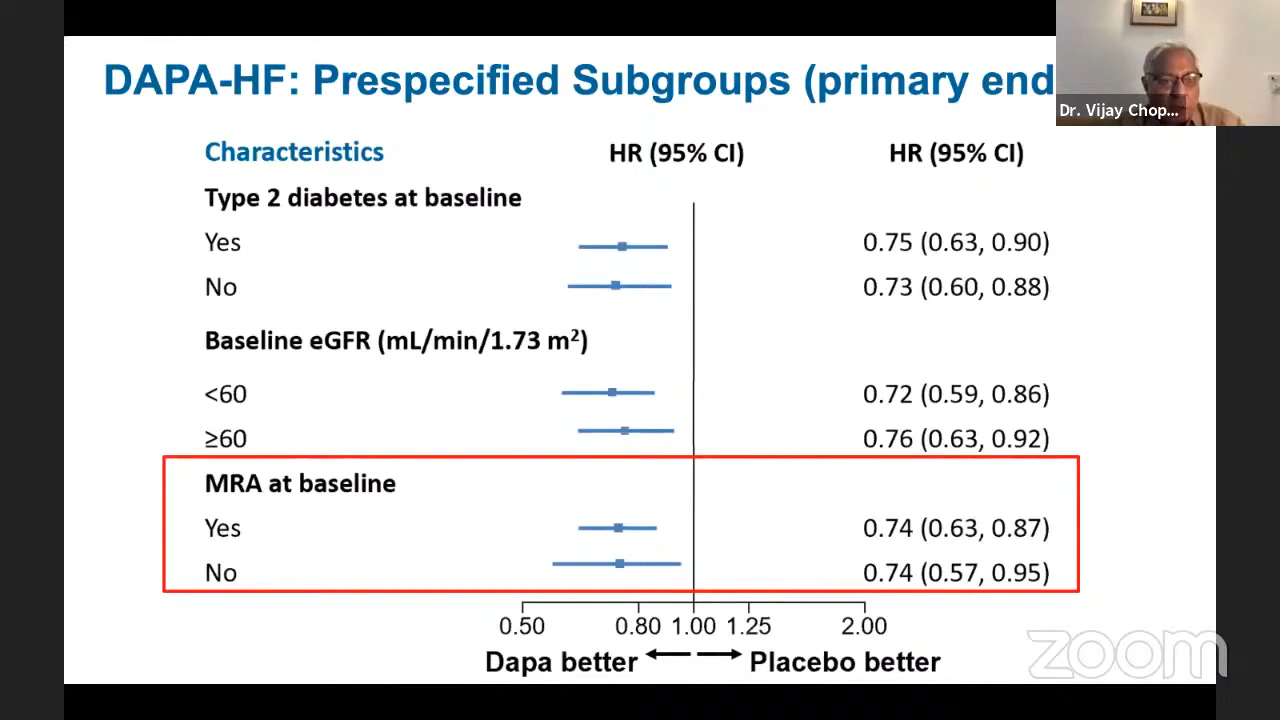 DAPA-HF: Prespecified Subgroups (primary end
Dr. Vijay Chop...
Characteristics HR (95% CI) HR (95% CI)
Type 2 diabetes at baseline
Yes 0.75 (0.63, 0.90)
No 0.73 (0.60, 0.88)
Baseline eGFR (mL/min/1.73 m²)
<60 0.72 (0.59, 0.86)
≥60 0.76 (0.63, 0.92)
MRA at baseline
Yes 0.74 (0.63, 0.87)
No 0.74 (0.57, 0.95)
0.50 0.80 1.00 1.25 2.00
Dapa better Placebo better
zoom